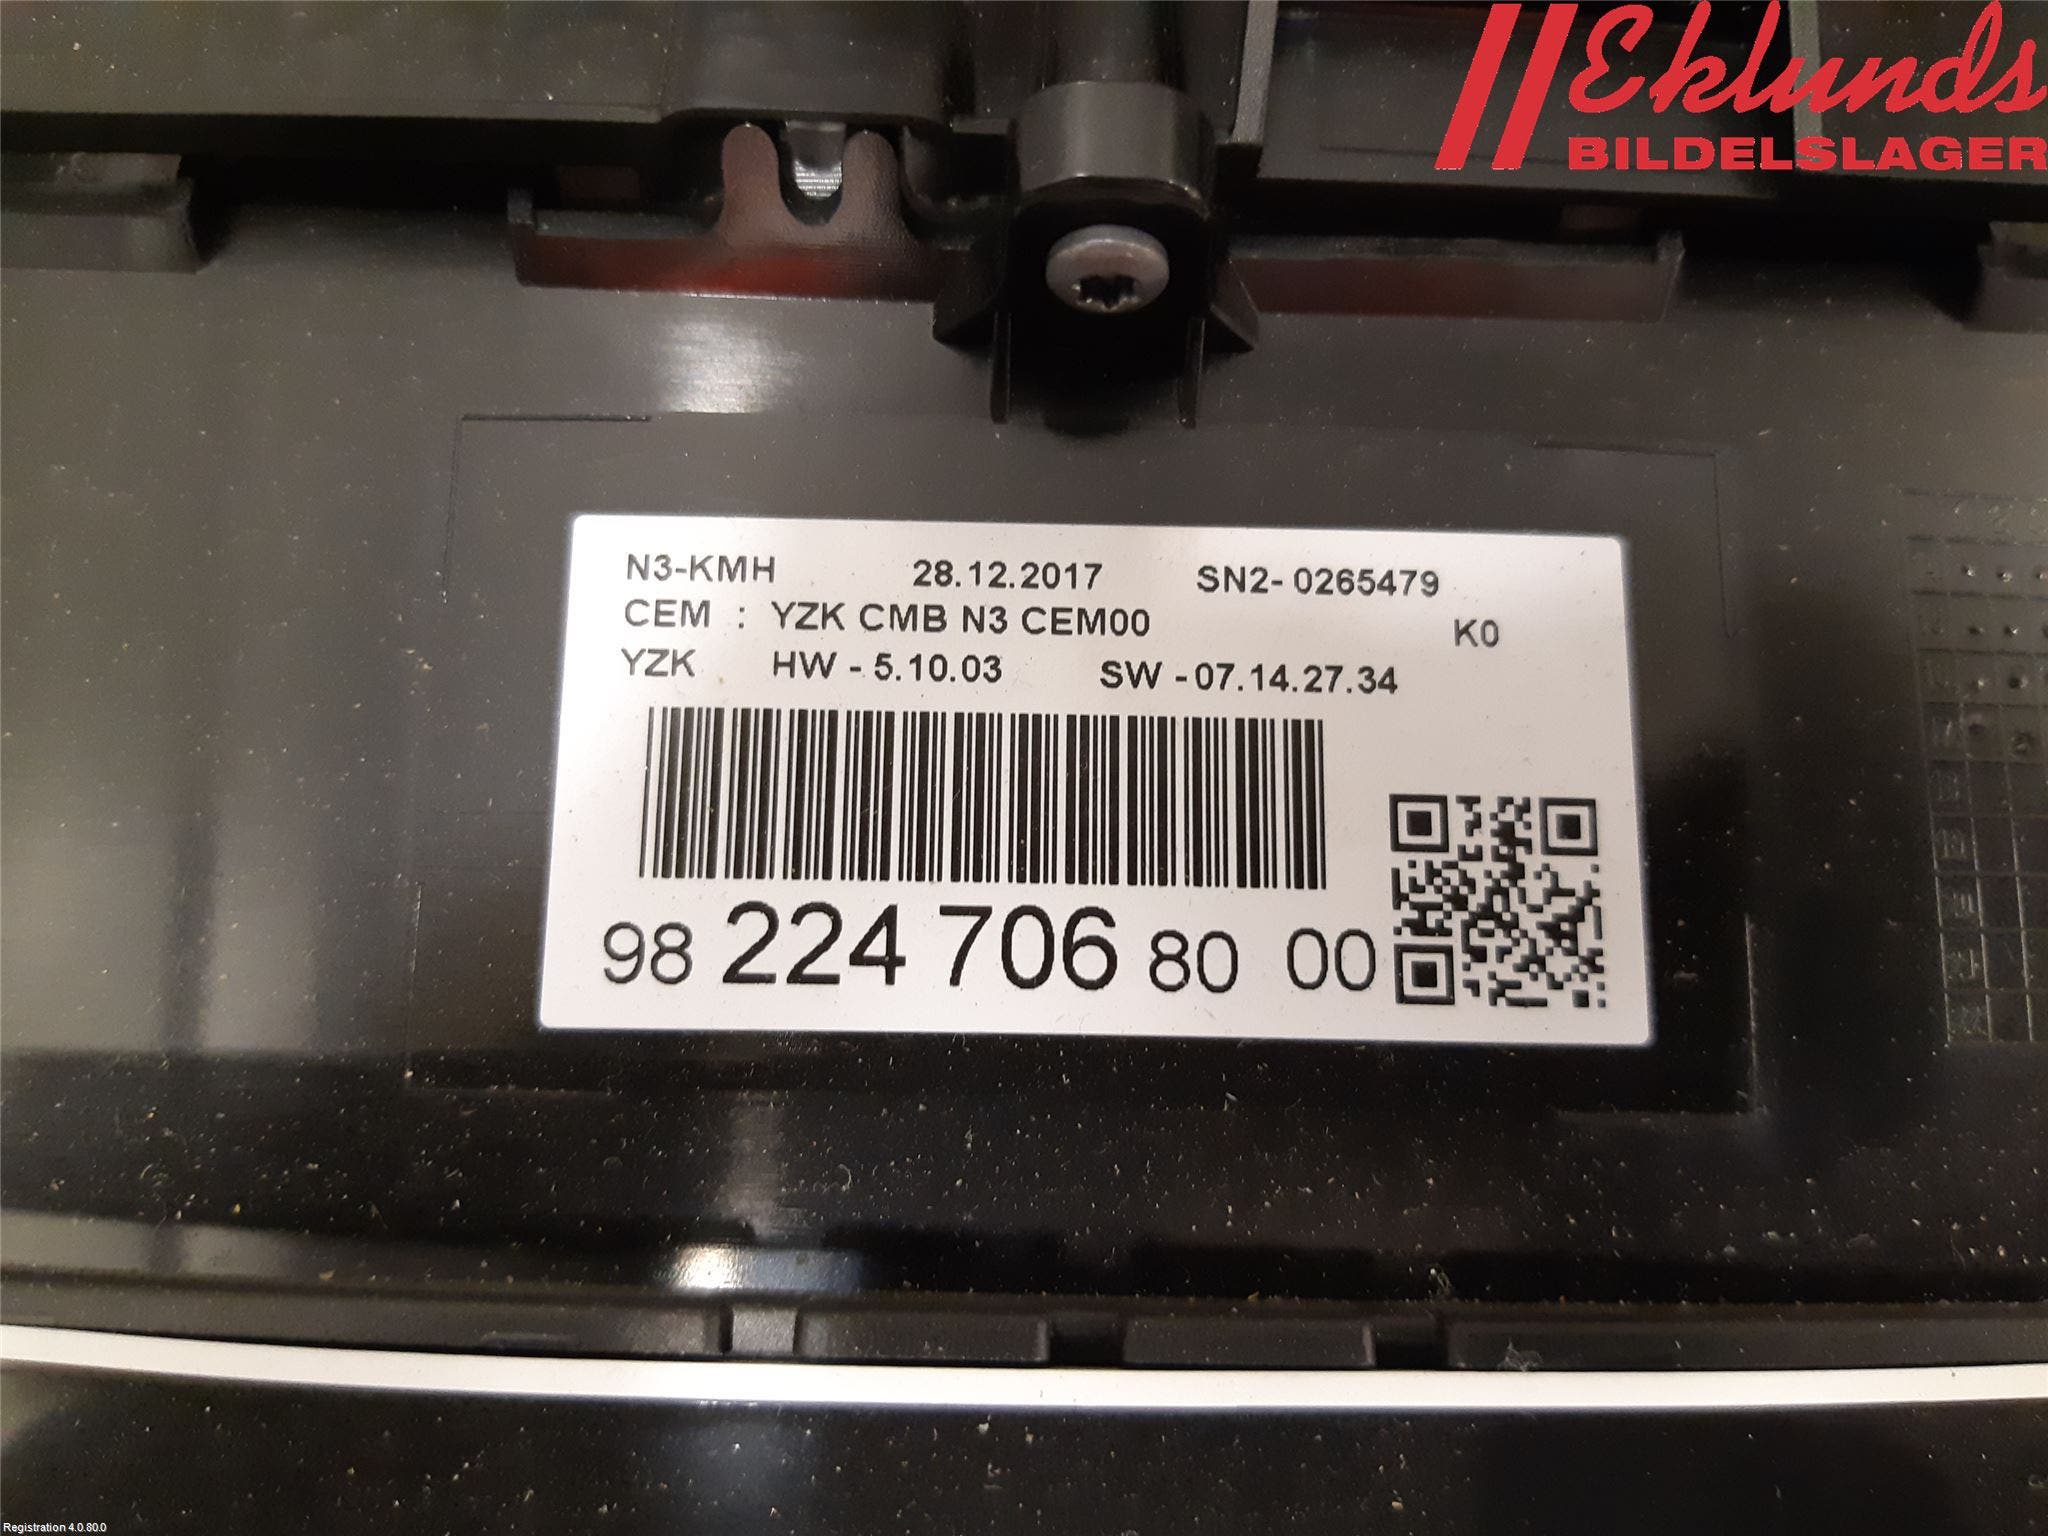 Eklunds
BILDELSLAGER
N3-KMH 28.12.2017 SN2- 0265479
CEM : YZK CMB N3 CEM00 K0
YZK HW - 5.10.03 SW - 07.14.27.34
98 224 706 80 00
Registration 4.0.80.0